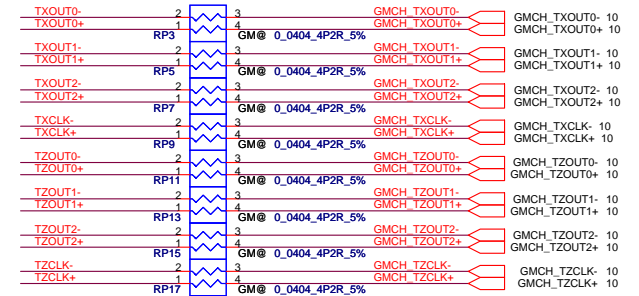 TXOUT0- 2 3 GMCH_TXOUT0- GMCH_TXOUT0- 10
TXOUT0+ 1 4 GMCH_TXOUT0+ GMCH_TXOUT0+ 10
RP3 GM@ 0_0404_4P2R_5%
TXOUT1- 2 3 GMCH_TXOUT1- GMCH_TXOUT1- 10
TXOUT1+ 1 4 GMCH_TXOUT1+ GMCH_TXOUT1+ 10
RP5 GM@ 0_0404_4P2R_5%
TXOUT2- 2 3 GMCH_TXOUT2- GMCH_TXOUT2- 10
TXOUT2+ 1 4 GMCH_TXOUT2+ GMCH_TXOUT2+ 10
RP7 GM@ 0_0404_4P2R_5%
TXCLK- 2 3 GMCH_TXCLK- GMCH_TXCLK- 10
TXCLK+ 1 4 GMCH_TXCLK+ GMCH_TXCLK+ 10
RP9 GM@ 0_0404_4P2R_5%
TZOUT0- 2 3 GMCH_TZOUT0- GMCH_TZOUT0- 10
TZOUT0+ 1 4 GMCH_TZOUT0+ GMCH_TZOUT0+ 10
RP11 GM@ 0_0404_4P2R_5%
TZOUT1- 2 3 GMCH_TZOUT1- GMCH_TZOUT1- 10
TZOUT1+ 1 4 GMCH_TZOUT1+ GMCH_TZOUT1+ 10
RP13 GM@ 0_0404_4P2R_5%
TZOUT2- 2 3 GMCH_TZOUT2- GMCH_TZOUT2- 10
TZOUT2+ 1 4 GMCH_TZOUT2+ GMCH_TZOUT2+ 10
RP15 GM@ 0_0404_4P2R_5%
TZCLK- 2 3 GMCH_TZCLK- GMCH_TZCLK- 10
TZCLK+ 1 4 GMCH_TZCLK+ GMCH_TZCLK+ 10
RP17 GM@ 0_0404_4P2R_5%